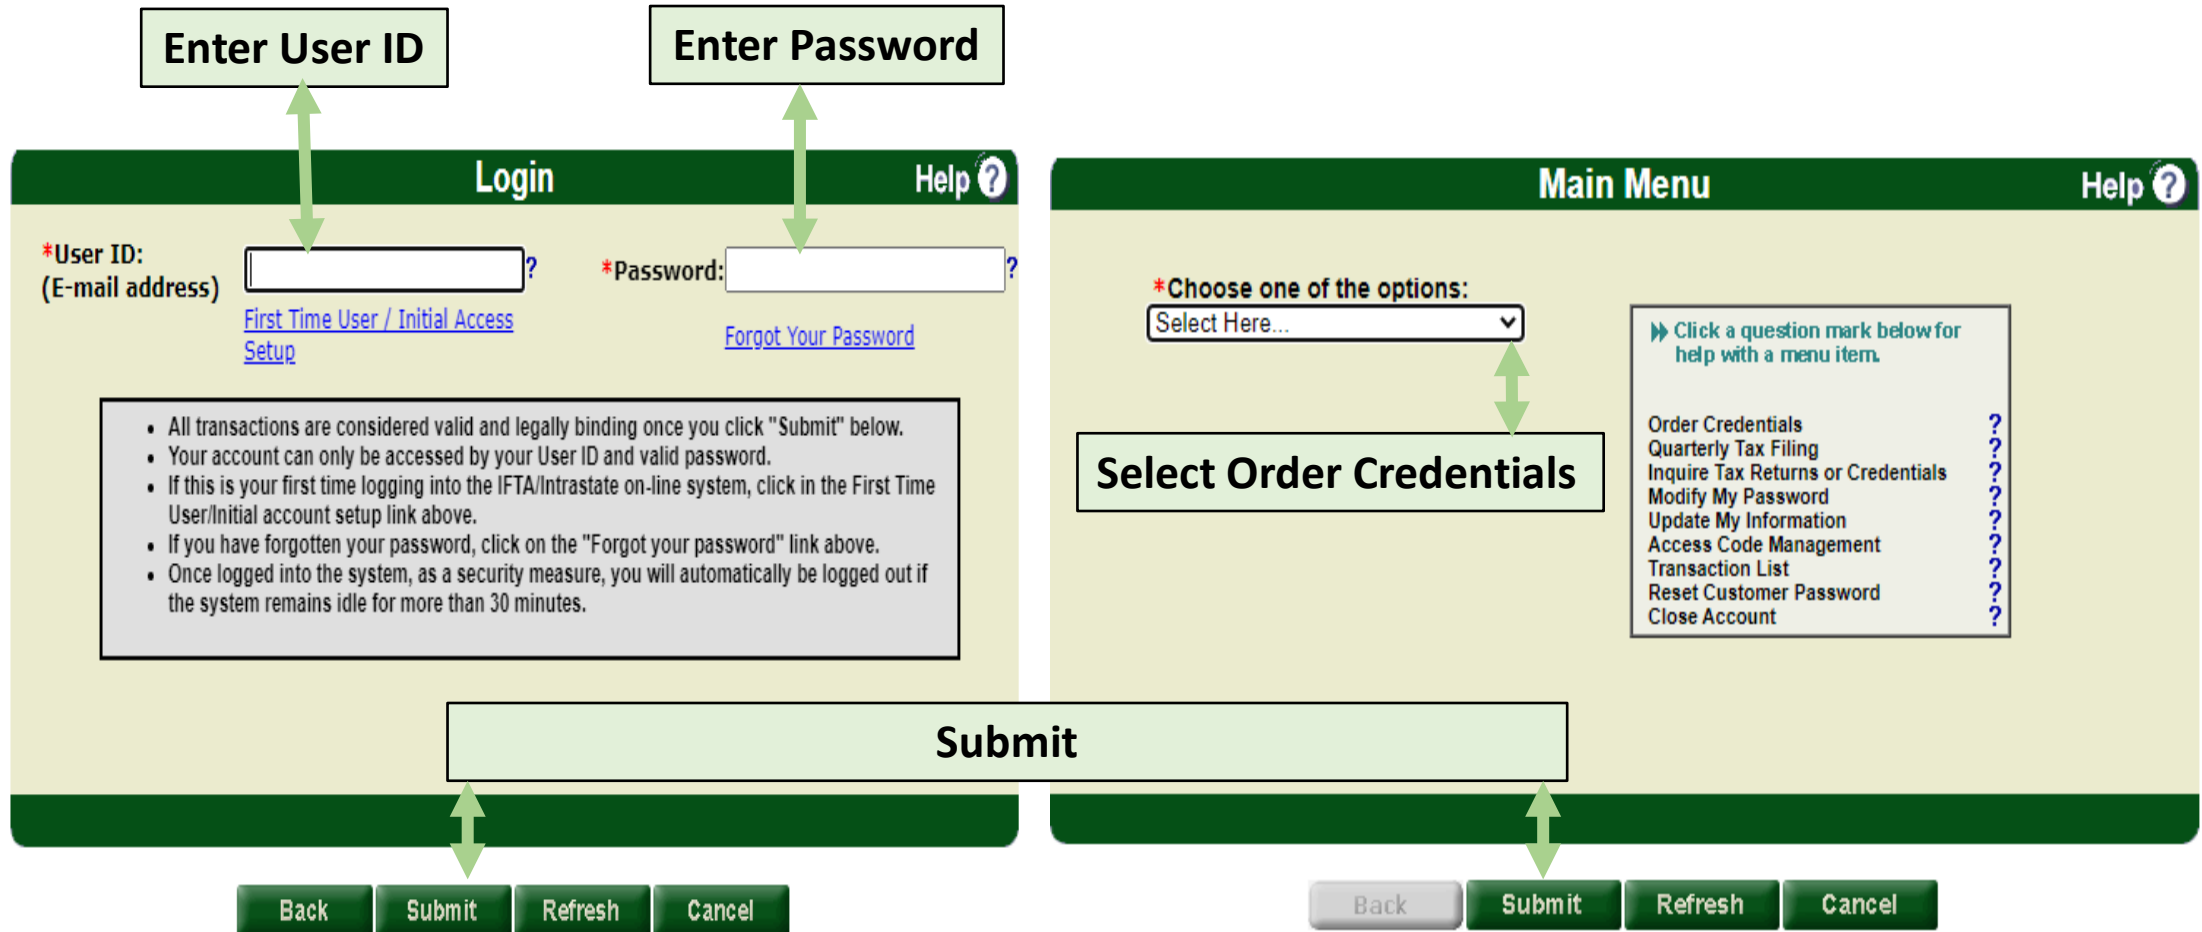 Enter User ID
Enter Password
Login
Help ?
*User ID:
(E-mail address)
?
*Password:
?
First Time User / Initial Access
Setup
Forgot Your Password
• All transactions are considered valid and legally binding once you click "Submit" below.
• Your account can only be accessed by your User ID and valid password.
• If this is your first time logging into the IFTA/Intrastate on-line system, click in the First Time
User/Initial account setup link above.
• If you have forgotten your password, click on the "Forgot your password" link above.
• Once logged into the system, as a security measure, you will automatically be logged out if
the system remains idle for more than 30 minutes.
Main Menu
Help ?
*Choose one of the options:
Select Here...
Select Order Credentials
Click a question mark below for
help with a menu item.
Order Credentials ?
Quarterly Tax Filing ?
Inquire Tax Returns or Credentials ?
Modify My Password ?
Update My Information ?
Access Code Management ?
Transaction List ?
Reset Customer Password ?
Close Account ?
Submit
Back Submit Refresh Cancel
Back Submit Refresh Cancel